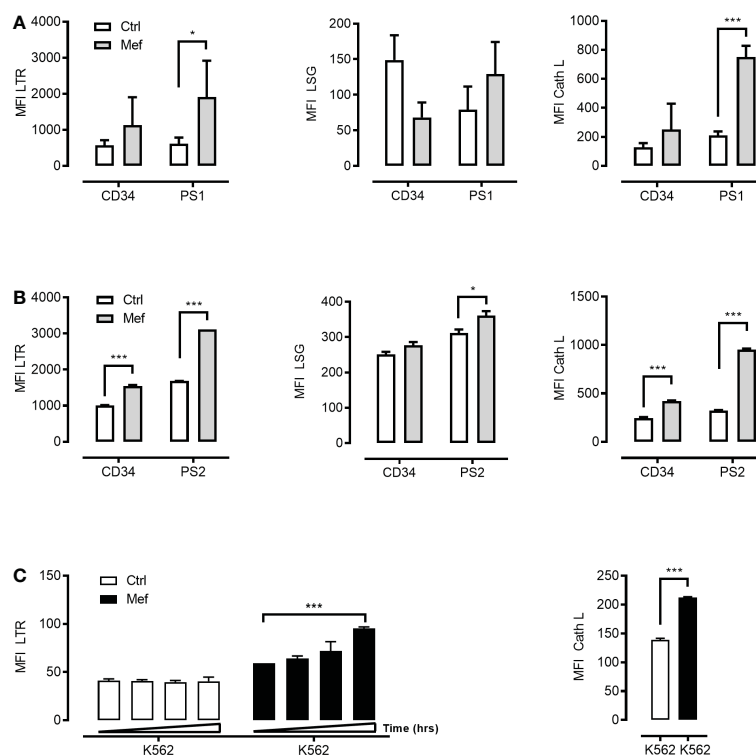 A
MFI LTR
4000
3000
2000
1000
0
Ctrl
Mef
*
CD34
PS1
MFI LSG
200
150
100
50
0
CD34
PS1
MFI Cath L
1000
800
600
400
200
0
***
CD34
PS1
B
MFI LTR
4000
3000
2000
1000
0
Ctrl
Mef
***
***
CD34
PS2
MFI LSG
400
300
200
100
0
*
CD34
PS2
MFI Cath L
1500
1000
500
0
***
***
CD34
PS2
C
MFI LTR
150
100
50
0
Ctrl
Mef
***
Time (hrs)
K562
K562
MFI Cath L
250
200
150
100
50
0
***
K562 K562